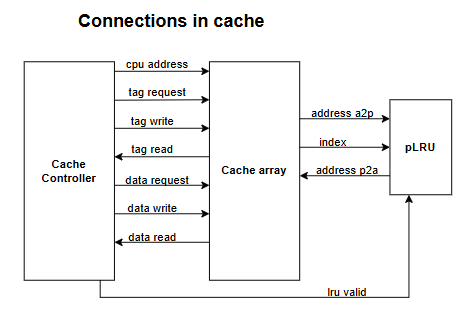 Connections in cache
cpu address
tag request
tag write
tag read
data request
data write
data read
Cache
Controller
Cache array
address a2p
index
address p2a
pLRU
lru valid